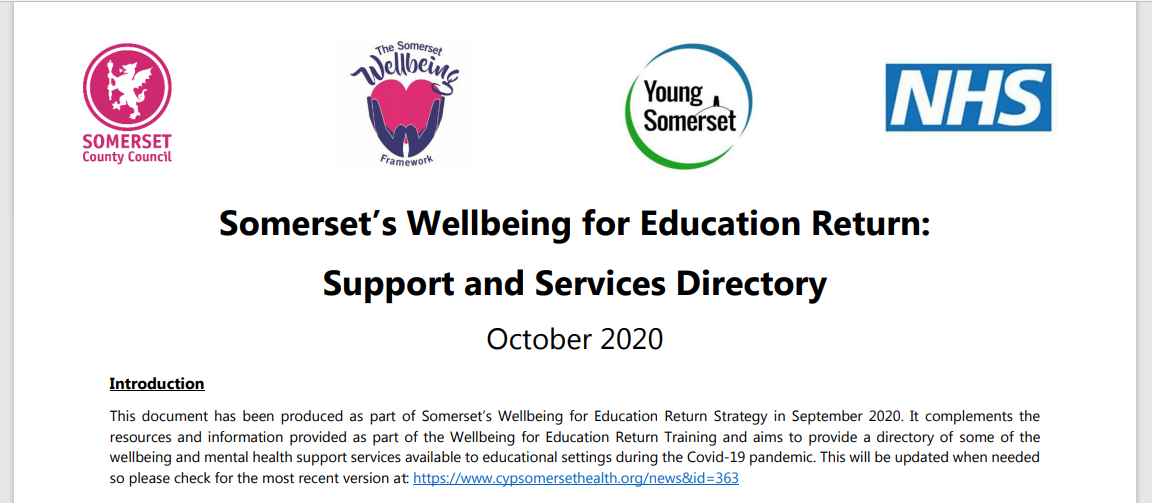 SOMERSET
County Council
The Somerset
Wellbeing
Framework
Young
Somerset
NHS
Somerset’s Wellbeing for Education Return:
Support and Services Directory
October 2020
Introduction
This document has been produced as part of Somerset’s Wellbeing for Education Return Strategy in September 2020. It complements the
resources and information provided as part of the Wellbeing for Education Return Training and aims to provide a directory of some of the
wellbeing and mental health support services available to educational settings during the Covid-19 pandemic. This will be updated when needed
so please check for the most recent version at: https://www.cypsomersethealth.org/news&id=363